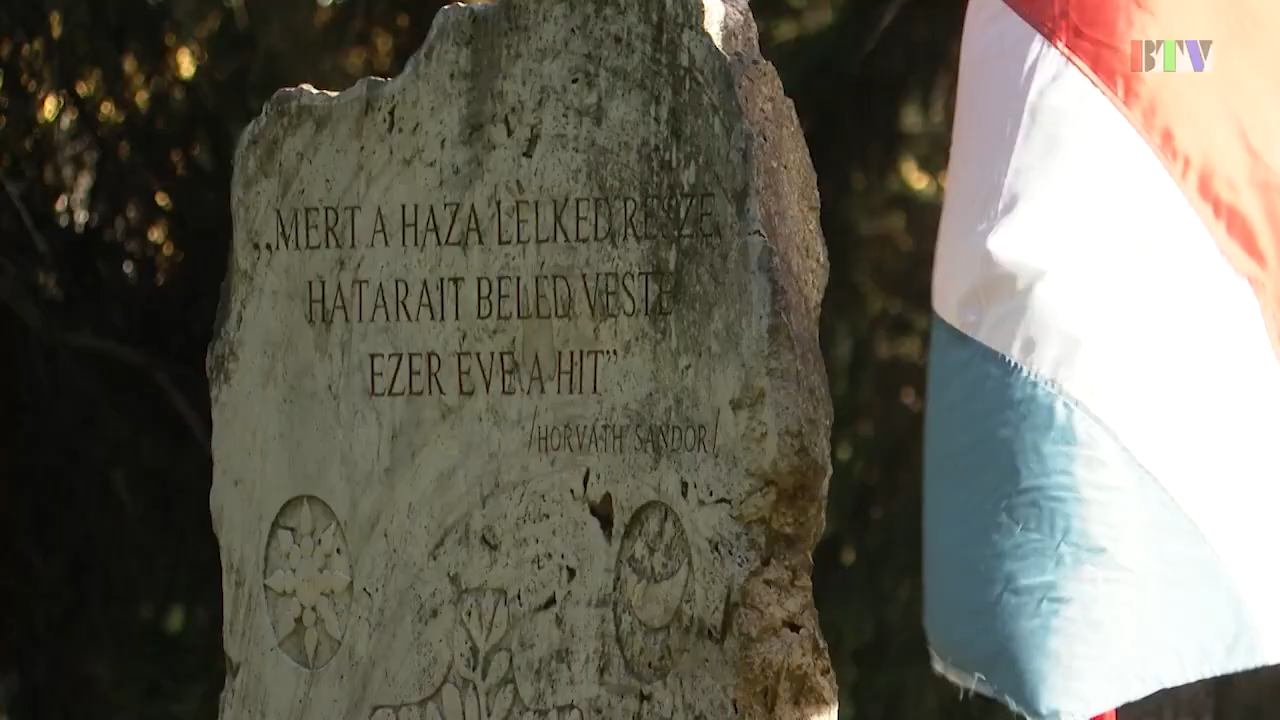 BTV
„MERT A HAZA LELKED RÉSZE,
HATÁRAIT BELÉD VÉSTE
EZER ÉVE A HIT”
/HORVÁTH SÁNDOR/